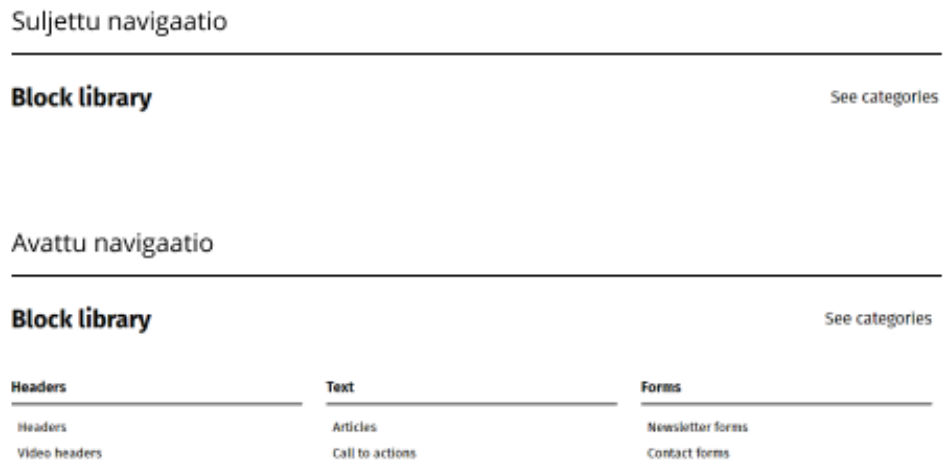 Suljettu navigaatio
Block library See categories
Avattu navigaatio
Block library See categories
Headers Text Forms
Headers Articles Newsletter forms
Video headers Call to actions Contact forms